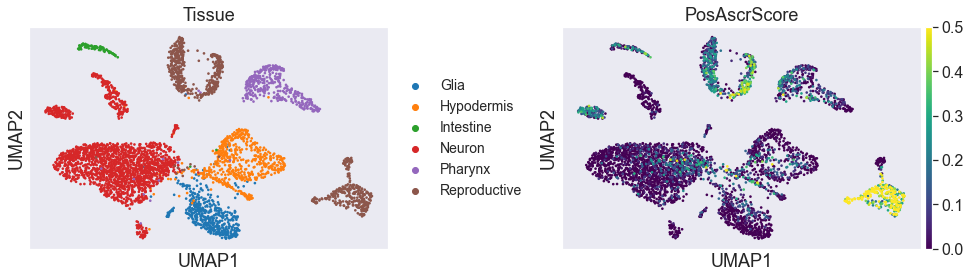 Tissue
UMAP2
UMAP1
Glia
Hypodermis
Intestine
Neuron
Pharynx
Reproductive
PosAscrScore
UMAP2
UMAP1
0.5
0.4
0.3
0.2
0.1
0.0